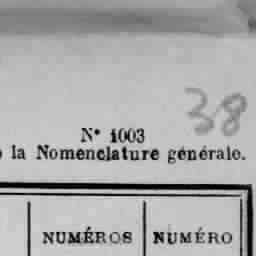 38
N° 1003
la Nomenclature générale.
NUMÉROS NUMÉRO